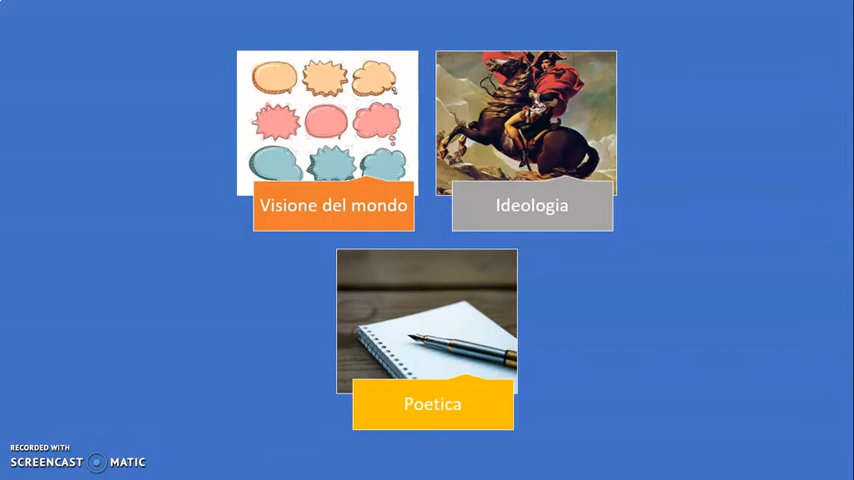 Visione del mondo
Ideologia
Poetica
RECORDED WITH
SCREENCAST MATIC